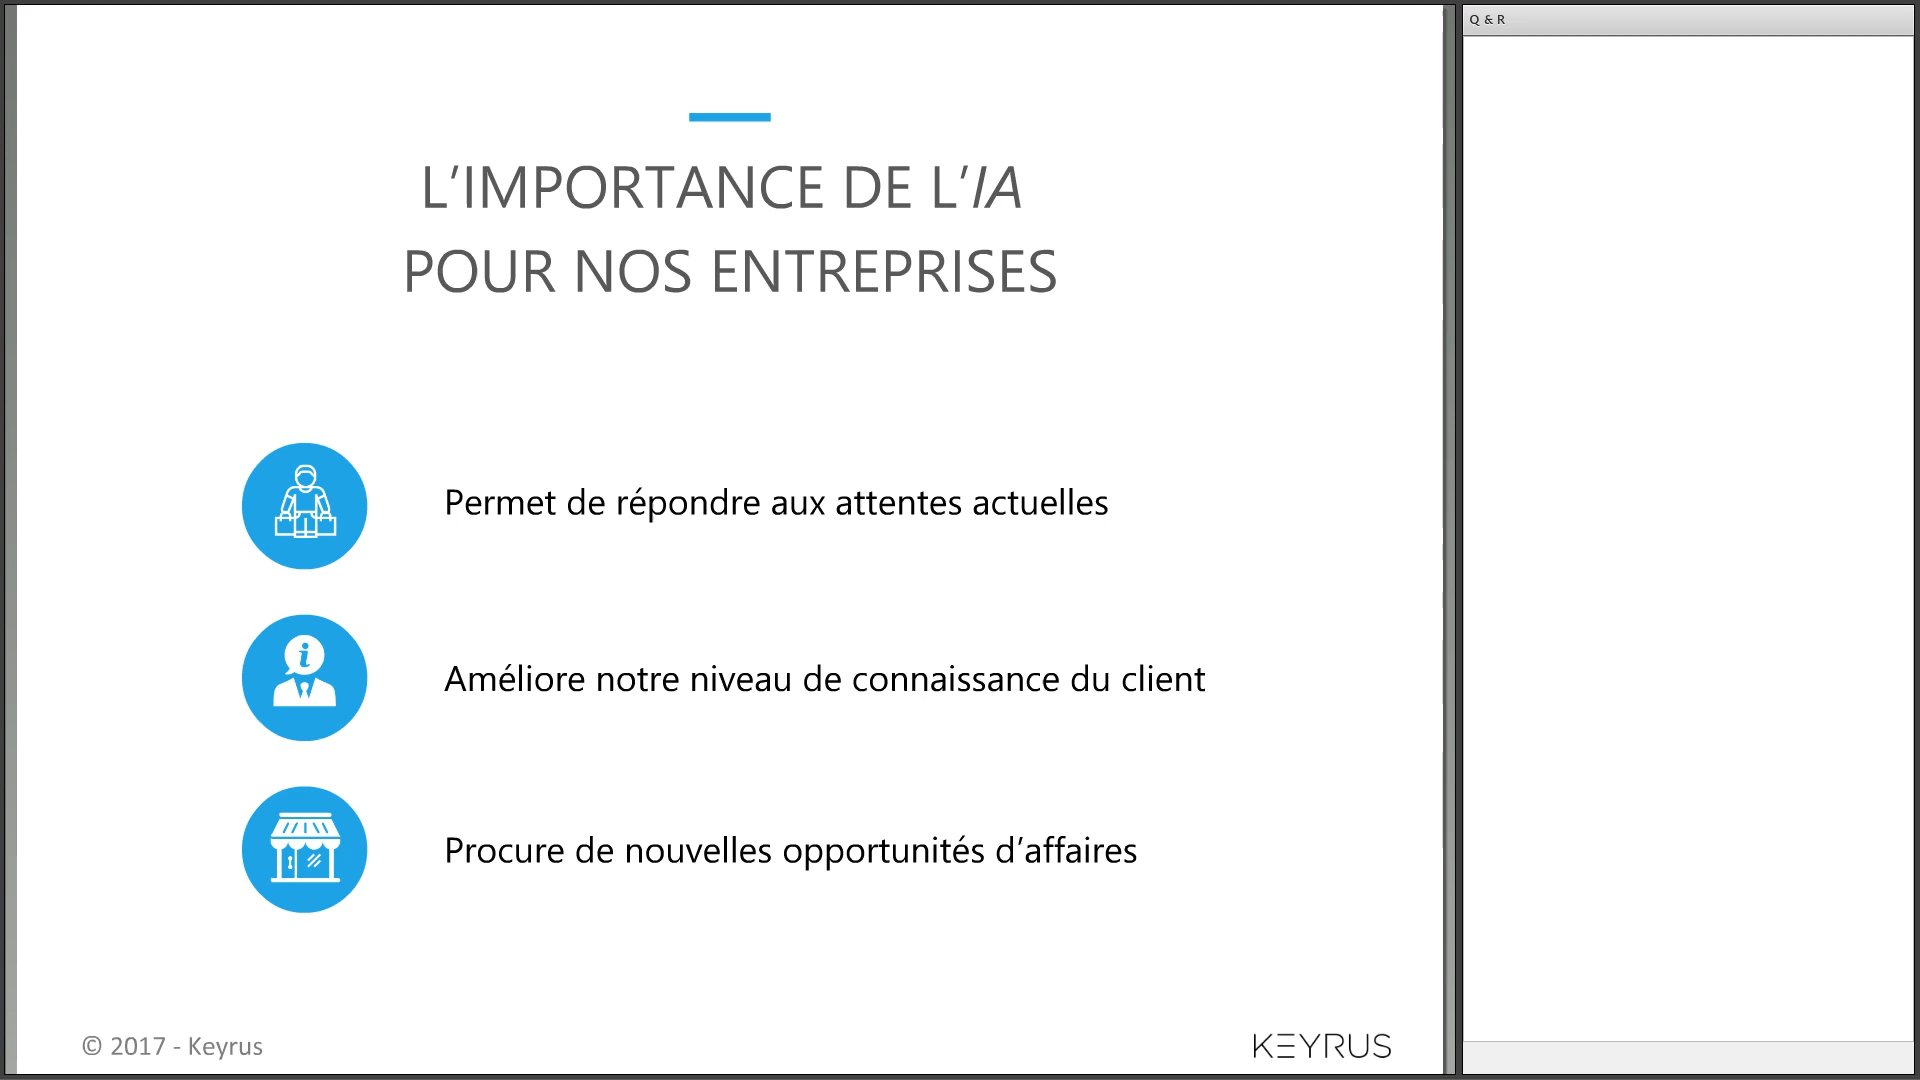 Q & R
L’IMPORTANCE DE L’IA
POUR NOS ENTREPRISES
Permet de répondre aux attentes actuelles
i
Améliore notre niveau de connaissance du client
Procure de nouvelles opportunités d’affaires
© 2017 - Keyrus
KEYRUS